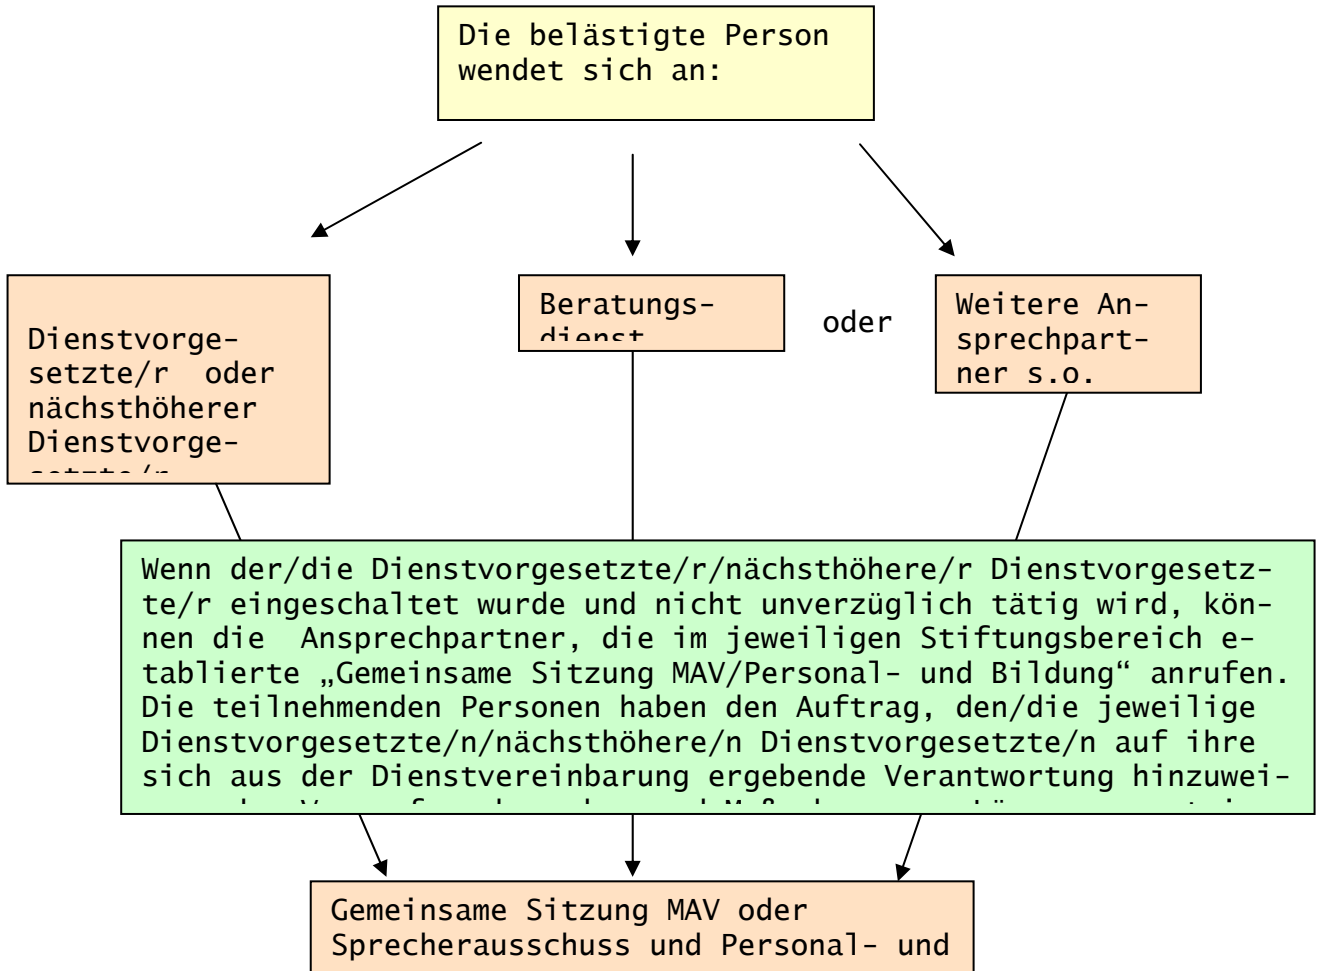 Die belästigte Person
wendet sich an:
Dienstvorge-
setzte/r  oder
nächsthöherer
Dienstvorge-
setzte/r
Beratungs-
dienst
oder
Weitere An-
sprechpart-
ner s.o.
Wenn der/die Dienstvorgesetzte/r/nächsthöhere/r Dienstvorgesetz-
te/r eingeschaltet wurde und nicht unverzüglich tätig wird, kön-
nen die  Ansprechpartner, die im jeweiligen Stiftungsbereich e-
tablierte „Gemeinsame Sitzung MAV/Personal- und Bildung“ anrufen.
Die teilnehmenden Personen haben den Auftrag, den/die jeweilige
Dienstvorgesetzte/n/nächsthöhere/n Dienstvorgesetzte/n auf ihre
sich aus der Dienstvereinbarung ergebende Verantwortung hinzuwei-
Gemeinsame Sitzung MAV oder
Sprecherausschuss und Personal- und